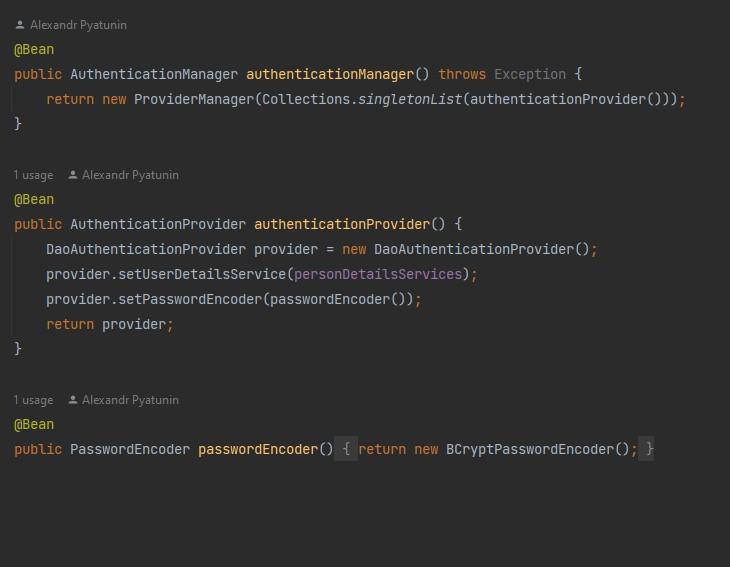 Alexandr Pyatunin
@Bean
public AuthenticationManager authenticationManager() throws Exception {
return new ProviderManager(Collections.singletonList(authenticationProvider()));
}
1 usage Alexandr Pyatunin
@Bean
public AuthenticationProvider authenticationProvider() {
DaoAuthenticationProvider provider = new DaoAuthenticationProvider();
provider.setUserDetailsService(personDetailsServices);
provider.setPasswordEncoder(passwordEncoder());
return provider;
}
1 usage Alexandr Pyatunin
@Bean
public PasswordEncoder passwordEncoder() { return new BCryptPasswordEncoder(); }